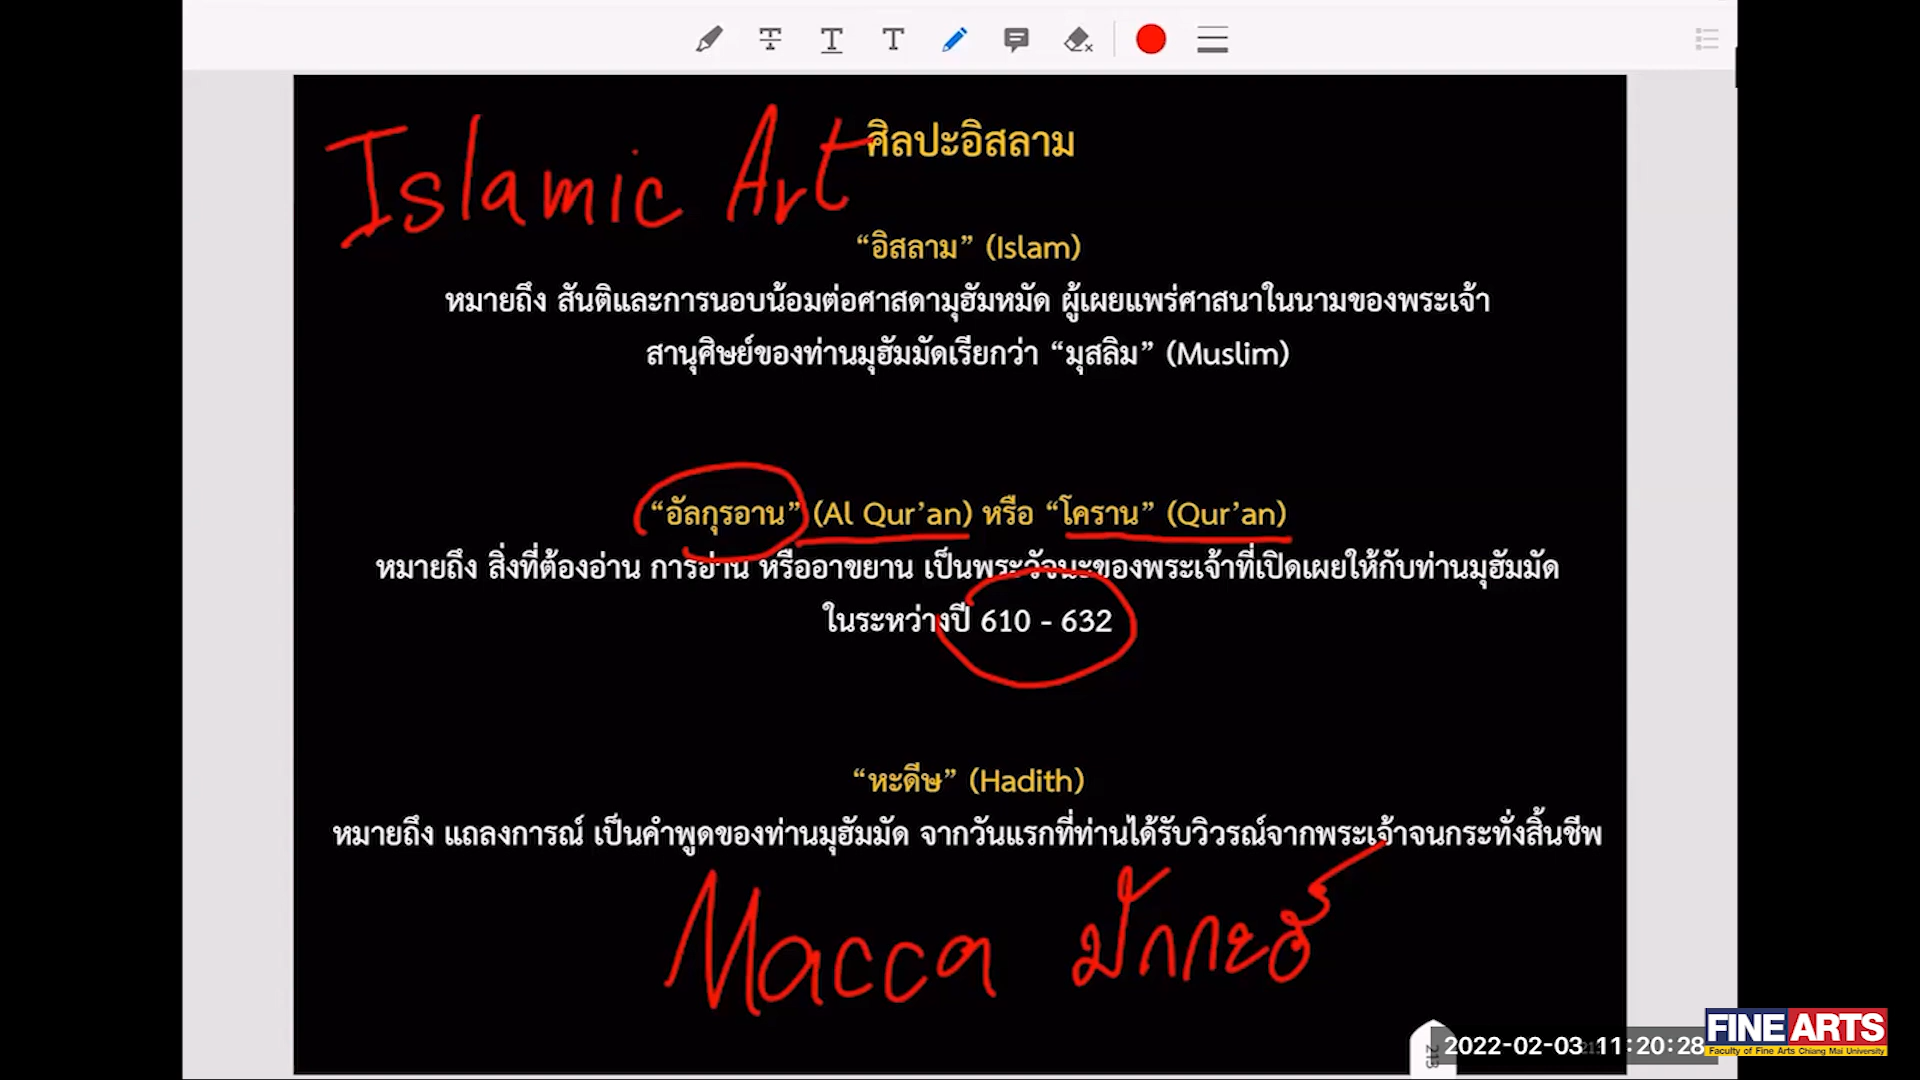 Islamic Art
ศิลปะอิสลาม
“อิสลาม” (Islam)
หมายถึง สันติและการนอบน้อมต่อศาสดามุฮัมหมัด ผู้เผยแพร่ศาสนาในนามของพระเจ้า
สานุศิษย์ของท่านมุฮัมมัดเรียกว่า “มุสลิม” (Muslim)
“อัลกุรอาน” (Al Qur’an) หรือ “โคราน” (Qur’an)
หมายถึง สิ่งที่ต้องอ่าน การอ่าน หรืออาขยาน เป็นพระวัจนะของพระเจ้าที่เปิดเผยให้กับท่านมุฮัมมัด
ในระหว่างปี 610 - 632
“หะดีษ” (Hadith)
หมายถึง แถลงการณ์ เป็นคำพูดของท่านมุฮัมมัด จากวันแรกที่ท่านได้รับวิวรณ์จากพระเจ้าจนกระทั่งสิ้นชีพ
Macca มักกะฮ์
213
2022-02-03 11:20:28
FINE ARTS
Faculty of Fine Arts Chiang Mai University